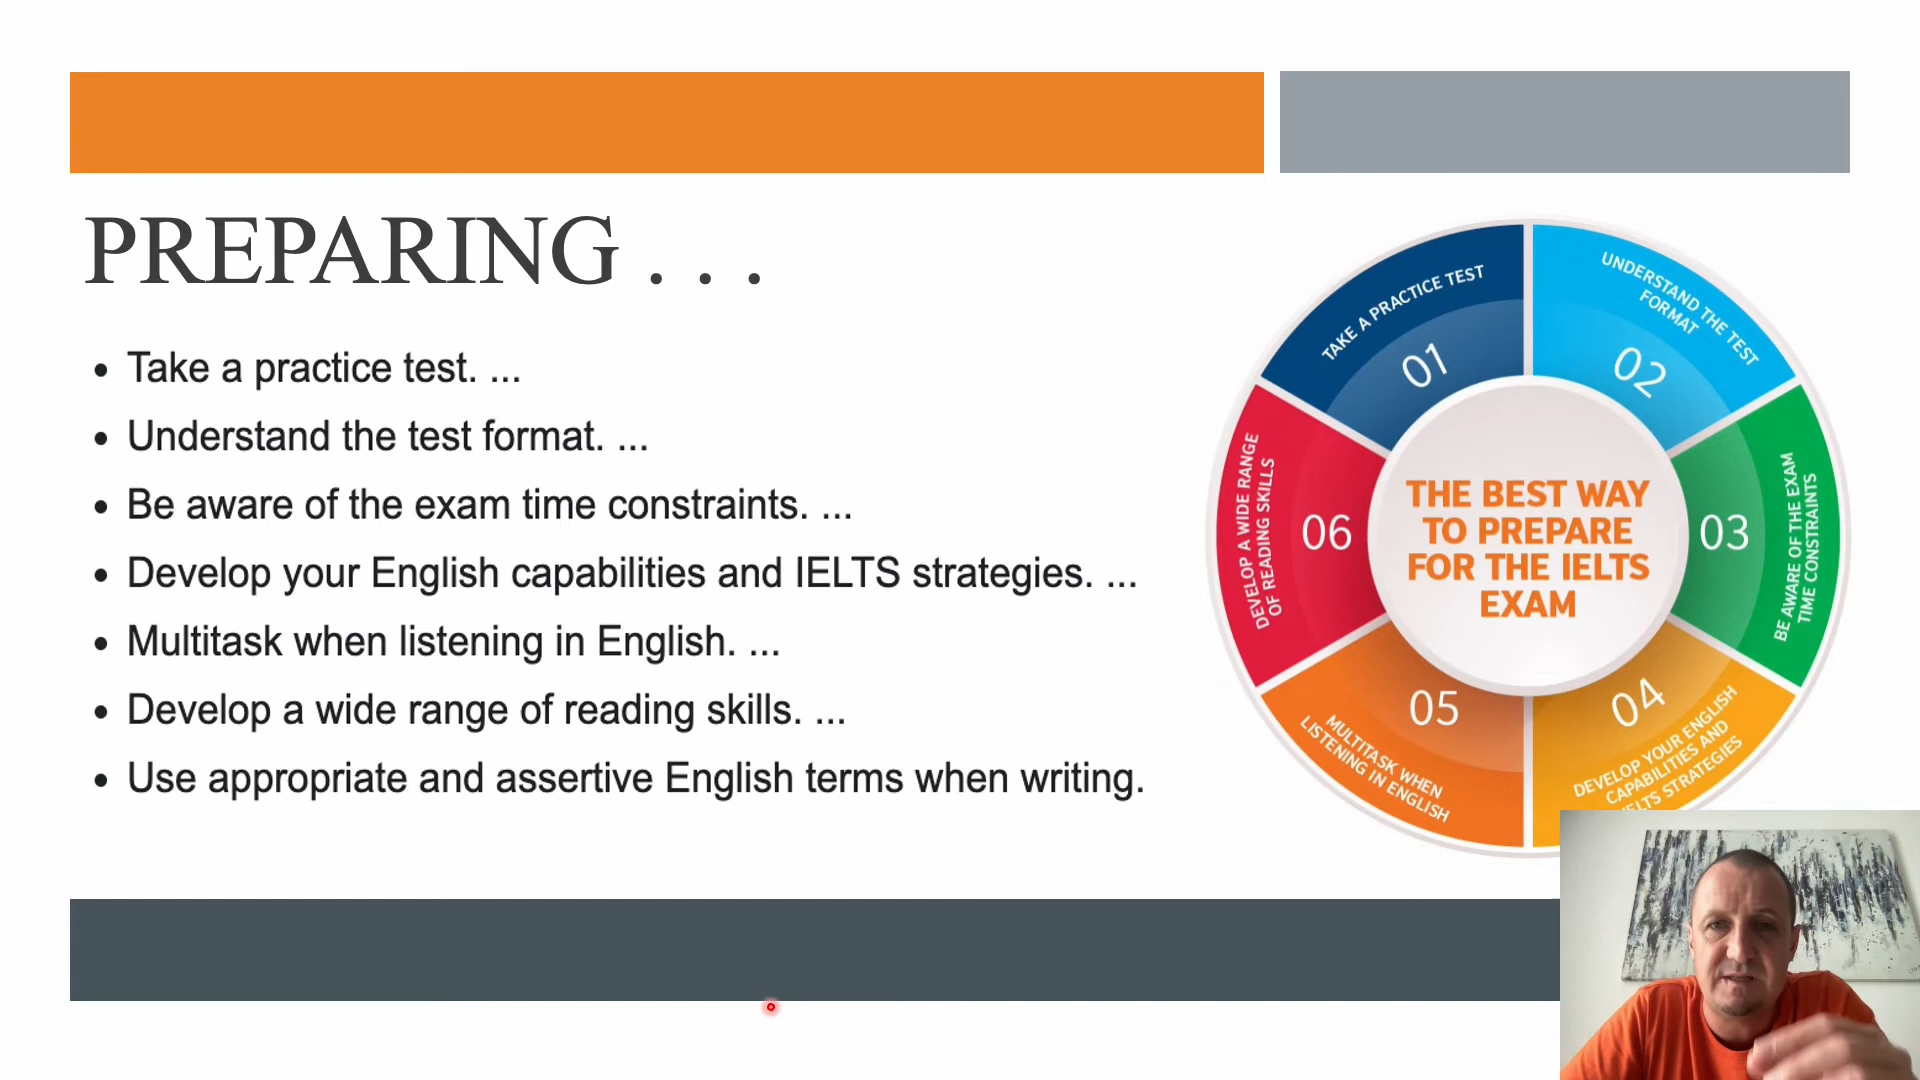 PREPARING . . .
• Take a practice test. ...
• Understand the test format. ...
• Be aware of the exam time constraints. ...
• Develop your English capabilities and IELTS strategies. ...
• Multitask when listening in English. ...
• Develop a wide range of reading skills. ...
• Use appropriate and assertive English terms when writing.
TAKE A PRACTICE TEST
01
UNDERSTAND THE TEST
FORMAT
02
BE AWARE OF THE EXAM
TIME CONSTRAINTS
03
04
DEVELOP YOUR ENGLISH
CAPABILITIES AND
IELTS STRATEGIES
05
MULTITASK WHEN
LISTENING IN ENGLISH
06
DEVELOP A WIDE RANGE
OF READING SKILLS
THE BEST WAY
TO PREPARE
FOR THE IELTS
EXAM